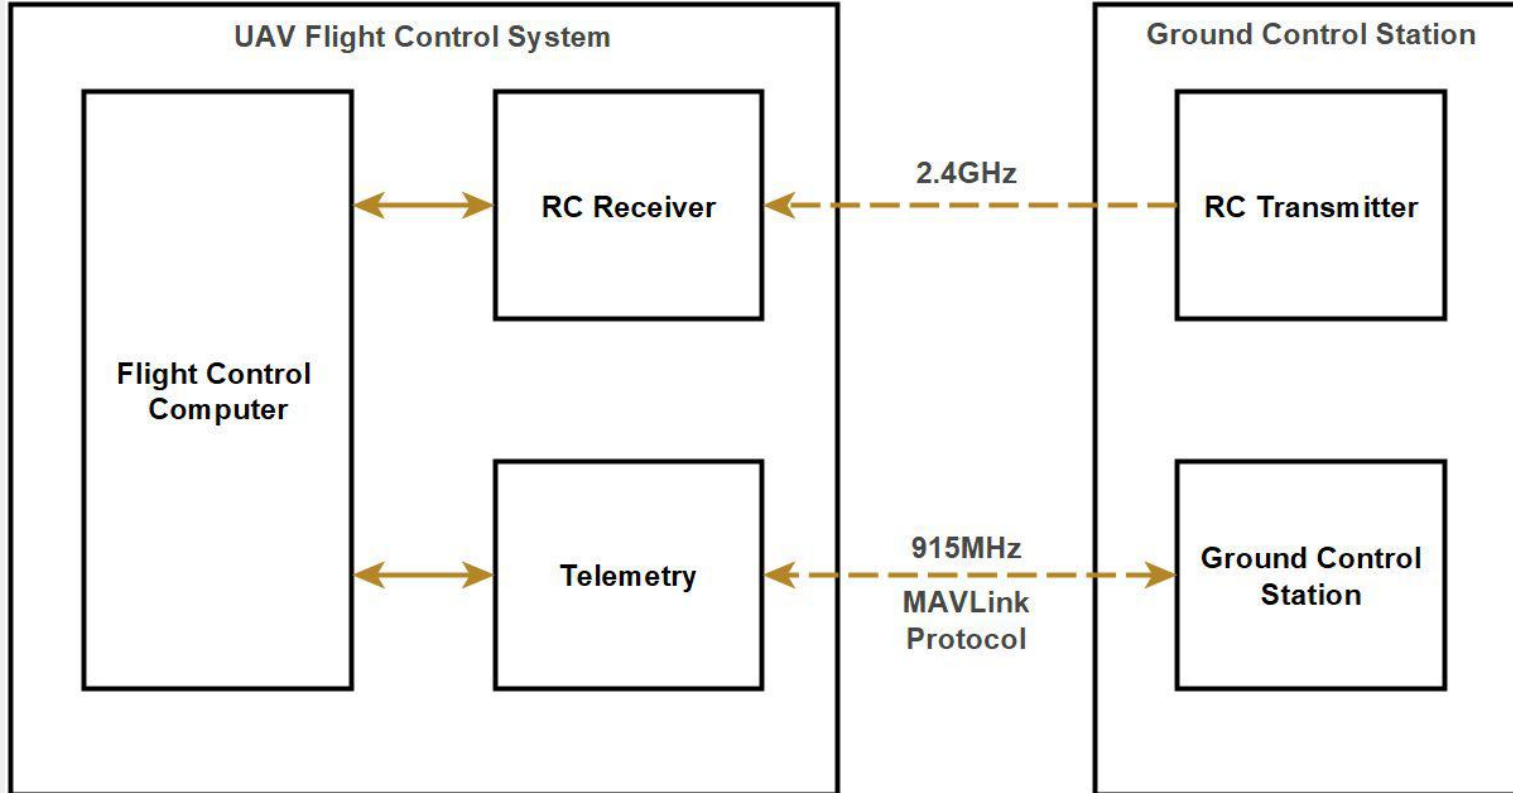 UAV Flight Control System
Ground Control Station
RC Receiver
2.4GHz
RC Transmitter
Flight Control
Computer
Telemetry
915MHz
MAVLink
Protocol
Ground Control
Station